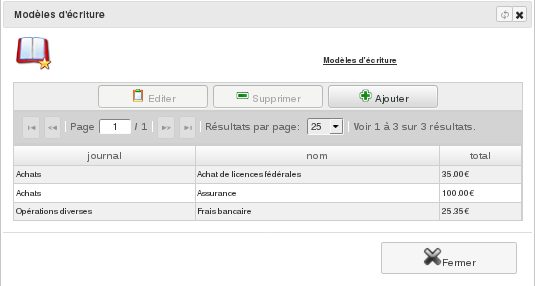 Modèles d'écriture
Modèles d'écriture
Editer Supprimer Ajouter
Page 1 / 1 Résultats par page: 25 Voir 1 à 3 sur 3 résultats.
journal nom total
Achats Achat de licences fédérales 35.00€
Achats Assurance 100.00€
Opérations diverses Frais bancaire 25.35€
Fermer